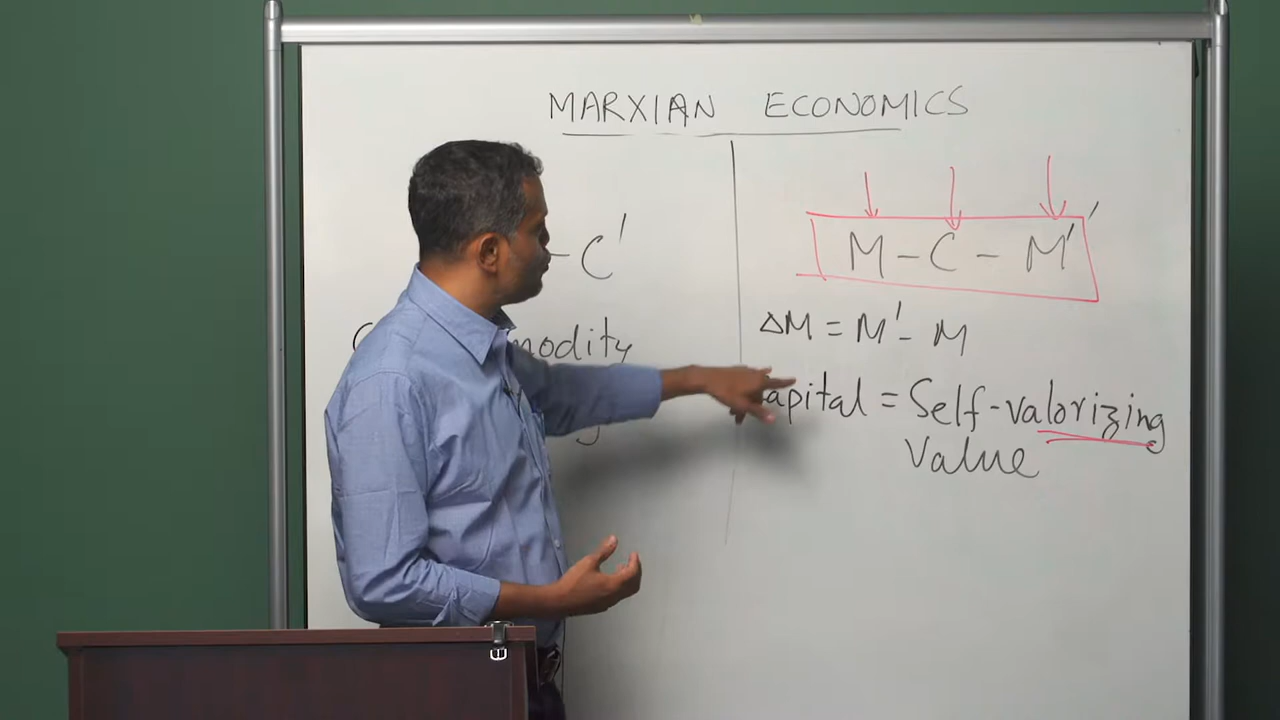 MARXIAN ECONOMICS
- C'
modity
M - C - M'
ΔM = M' - M
apital = Self-valorizing
Value